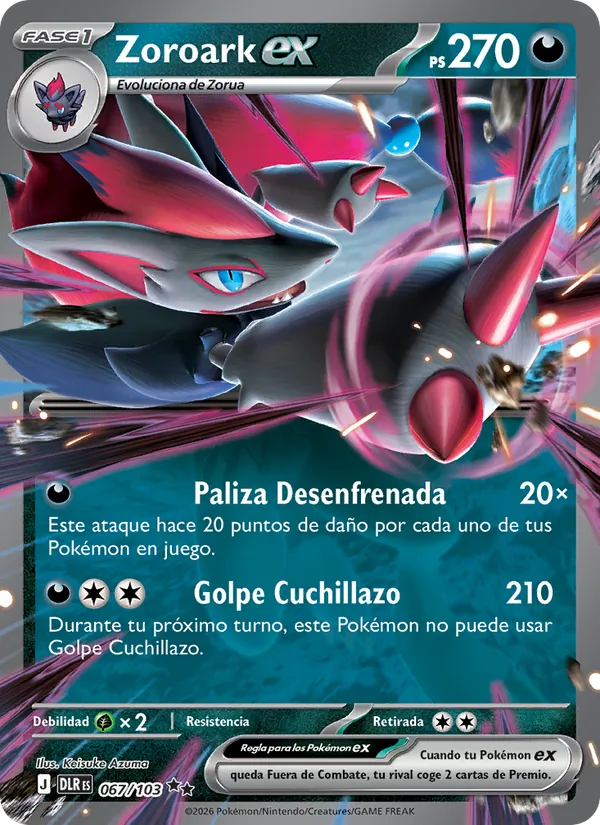 FASE 1
Zoroark ex
PS 270
Evoluciona de Zorua
Paliza Desenfrenada 20×
Este ataque hace 20 puntos de daño por cada uno de tus
Pokémon en juego.
Golpe Cuchillazo 210
Durante tu próximo turno, este Pokémon no puede usar
Golpe Cuchillazo.
Debilidad × 2 Resistencia Retirada
Ilus. Keisuke Azuma
Regla para los Pokémon ex Cuando tu Pokémon ex
queda Fuera de Combate, tu rival coge 2 cartas de Premio.
J DLR ES 067/103
©2026 Pokémon/Nintendo/Creatures/GAME FREAK